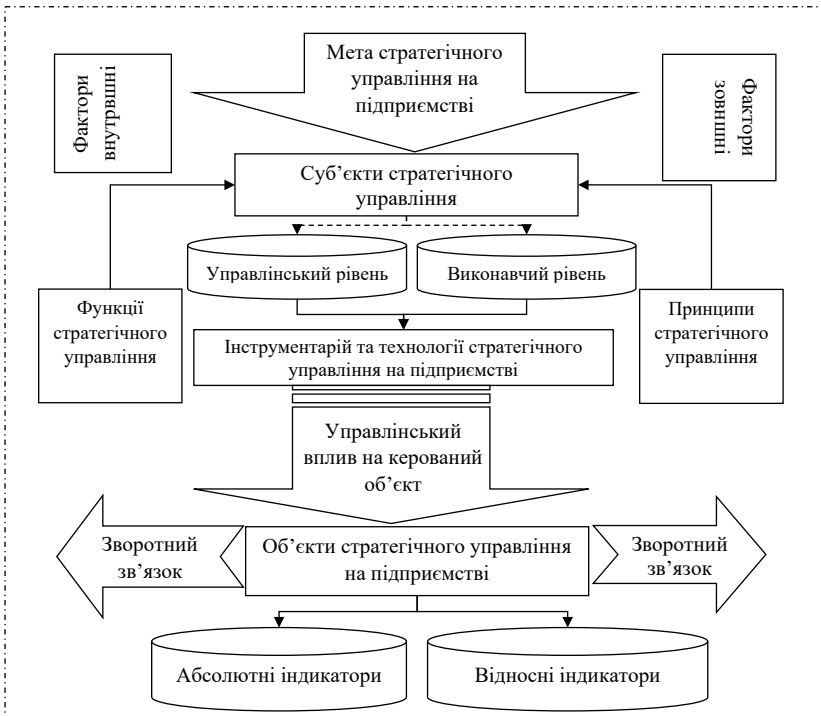 Мета стратегічного
управління на
підприємстві
Фактори
внутрвшні
Фактори
зовншні
Суб’єкти стратегічного
управління
Управлінський рівень
Виконавчий рівень
Функції
стратегічного
управління
Принципи
стратегічного
управління
Інструментарій та технології стратегічного
управління на підприємстві
Управлінський
вплив на керований
об’єкт
Зворотний
зв’язок
Об’єкти стратегічного управління
на підприємстві
Зворотний
зв’язок
Абсолютні індикатори
Відносні індикатори